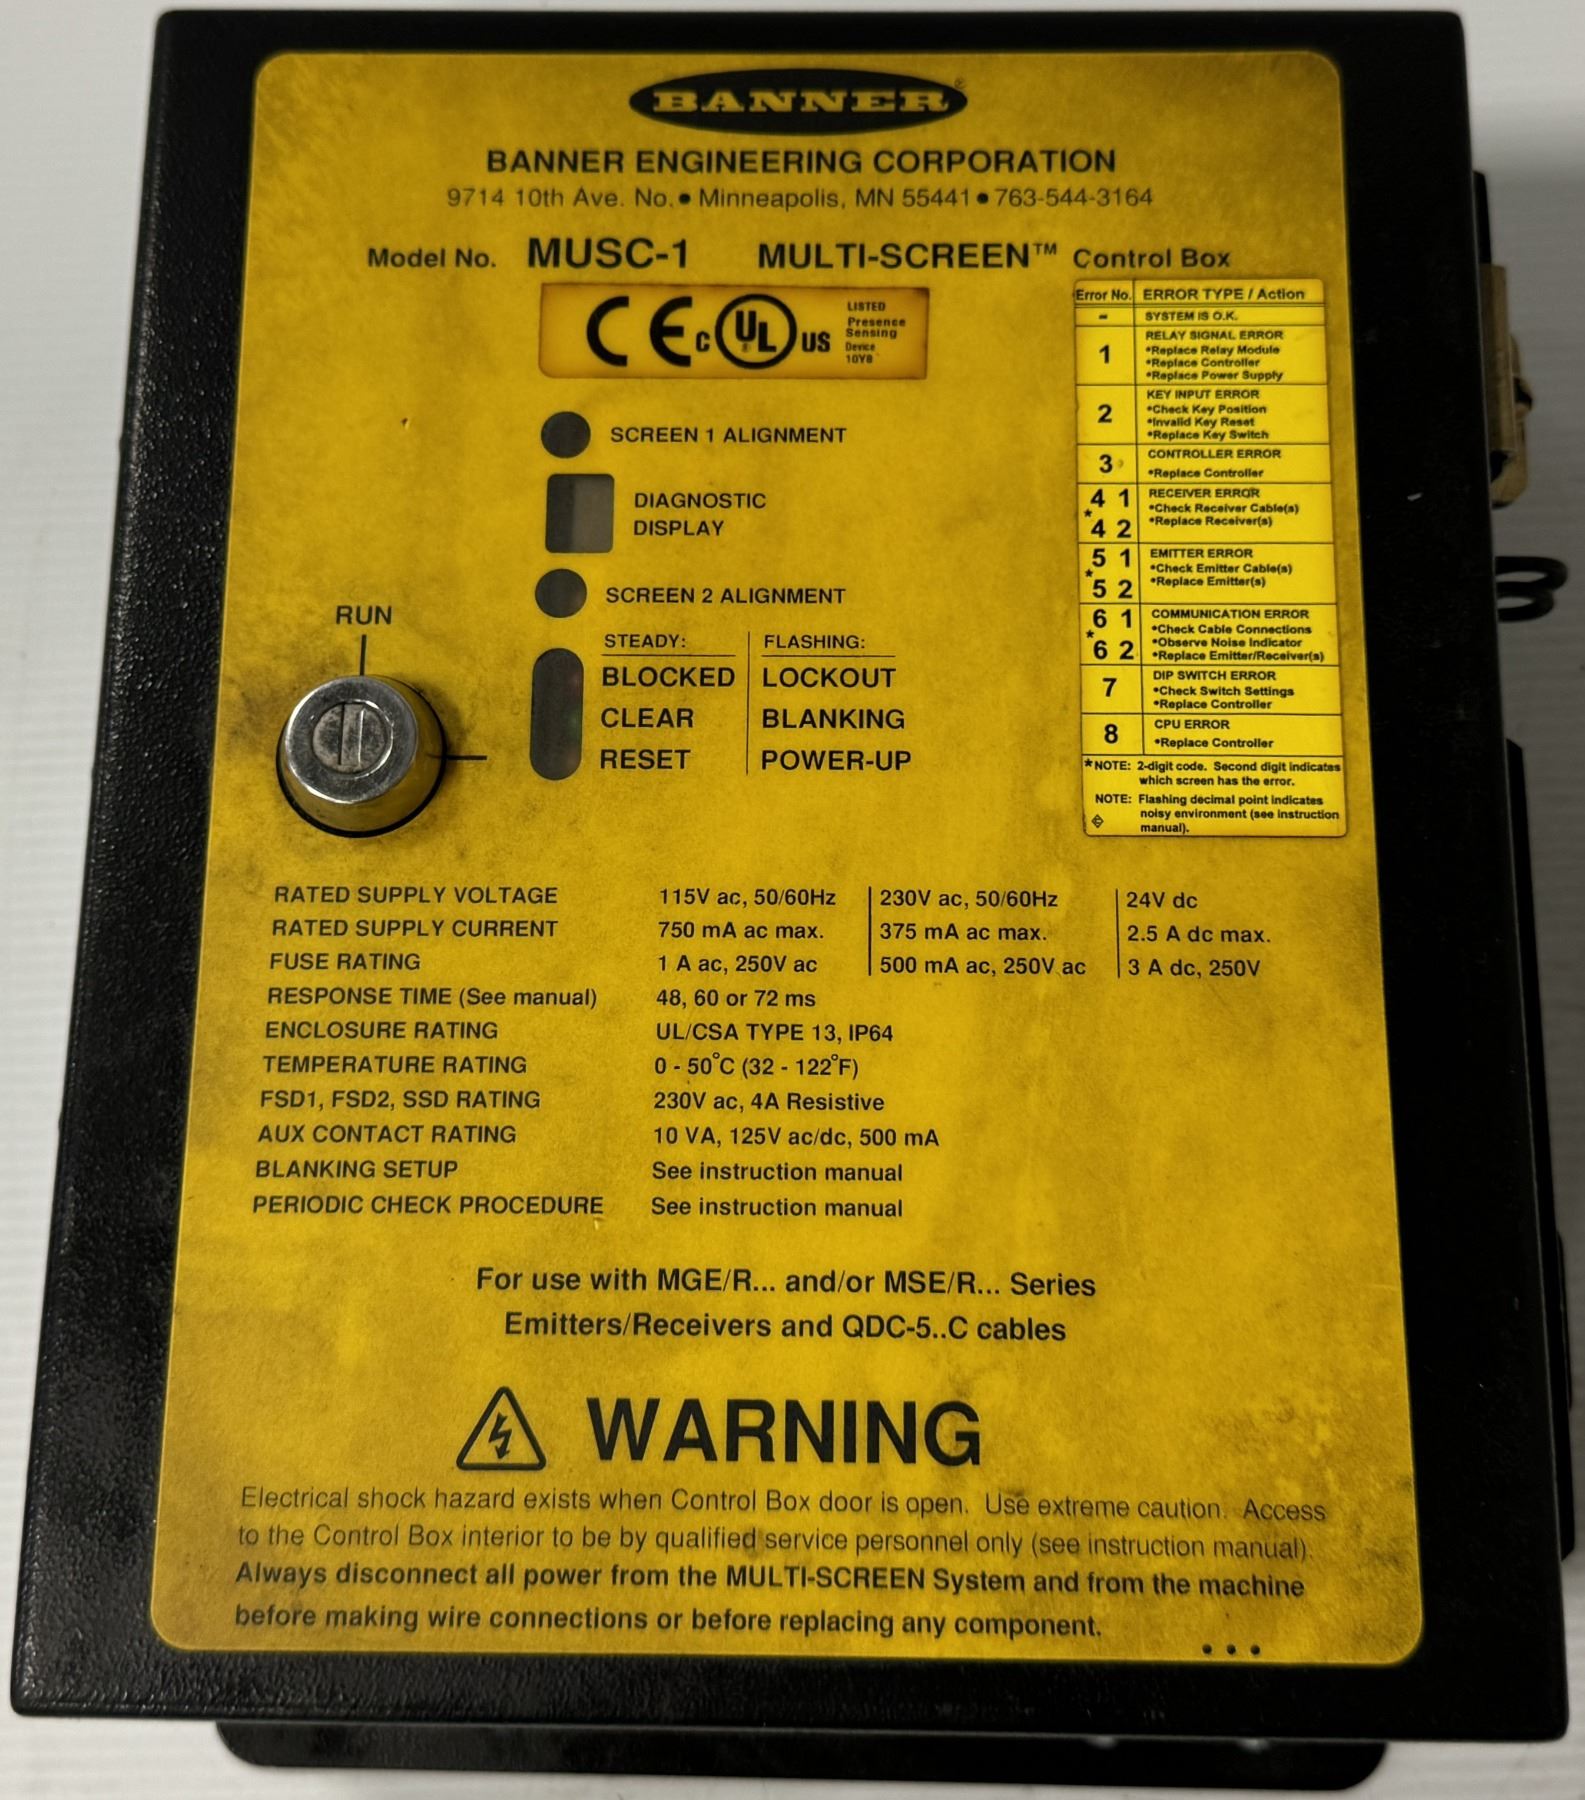 BANNER
®
BANNER ENGINEERING CORPORATION
9714 10th Ave. No. • Minneapolis, MN 55441 • 763-544-3164
Model No. MUSC-1 MULTI-SCREEN™ Control Box
CE c UL ® US
LISTED
Presence
Sensing
Device
10Y8
SCREEN 1 ALIGNMENT
DIAGNOSTIC
DISPLAY
SCREEN 2 ALIGNMENT
STEADY: FLASHING:
BLOCKED LOCKOUT
CLEAR BLANKING
RESET POWER-UP
RUN
Error No. ERROR TYPE / Action
- SYSTEM IS O.K.
1 RELAY SIGNAL ERROR
•Replace Relay Module
•Replace Controller
•Replace Power Supply
2 KEY INPUT ERROR
•Check Key Position
•Invalid Key Reset
•Replace Key Switch
3 CONTROLLER ERROR
•Replace Controller
4 1 RECEIVER ERROR
* •Check Receiver Cable(s)
4 2 •Replace Receiver(s)
5 1 EMITTER ERROR
* •Check Emitter Cable(s)
5 2 •Replace Emitter(s)
6 1 COMMUNICATION ERROR
•Check Cable Connections
* •Observe Noise Indicator
6 2 •Replace Emitter/Receiver(s)
7 DIP SWITCH ERROR
•Check Switch Settings
•Replace Controller
8 CPU ERROR
•Replace Controller
*NOTE: 2-digit code. Second digit indicates
which screen has the error.
NOTE: Flashing decimal point indicates
noisy environment (see instruction
manual).
RATED SUPPLY VOLTAGE 115V ac, 50/60Hz 230V ac, 50/60Hz 24V dc
RATED SUPPLY CURRENT 750 mA ac max. 375 mA ac max. 2.5 A dc max.
FUSE RATING 1 A ac, 250V ac 500 mA ac, 250V ac 3 A dc, 250V
RESPONSE TIME (See manual) 48, 60 or 72 ms
ENCLOSURE RATING UL/CSA TYPE 13, IP64
TEMPERATURE RATING 0 - 50°C (32 - 122°F)
FSD1, FSD2, SSD RATING 230V ac, 4A Resistive
AUX CONTACT RATING 10 VA, 125V ac/dc, 500 mA
BLANKING SETUP See instruction manual
PERIODIC CHECK PROCEDURE See instruction manual
For use with MGE/R... and/or MSE/R... Series
Emitters/Receivers and QDC-5..C cables
WARNING
Electrical shock hazard exists when Control Box door is open. Use extreme caution. Access
to the Control Box interior to be by qualified service personnel only (see instruction manual).
Always disconnect all power from the MULTI-SCREEN System and from the machine
before making wire connections or before replacing any component.
• • •